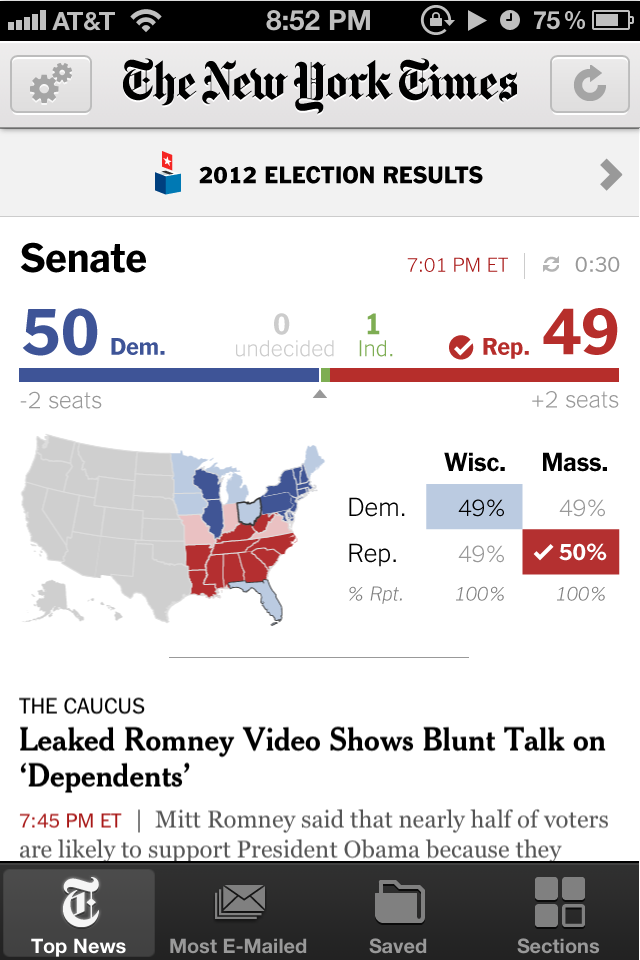 AT&T 8:52 PM 75%
The New York Times
2012 ELECTION RESULTS
Senate 7:01 PM ET 0:30
50 Dem. 0 undecided 1 Ind. Rep. 49
-2 seats +2 seats
Wisc. Mass.
Dem. 49% 49%
Rep. 49% 50%
% Rpt. 100% 100%
THE CAUCUS
Leaked Romney Video Shows Blunt Talk on
‘Dependents’
7:45 PM ET | Mitt Romney said that nearly half of voters
are likely to support President Obama because they
T
Top News Most E-Mailed Saved Sections